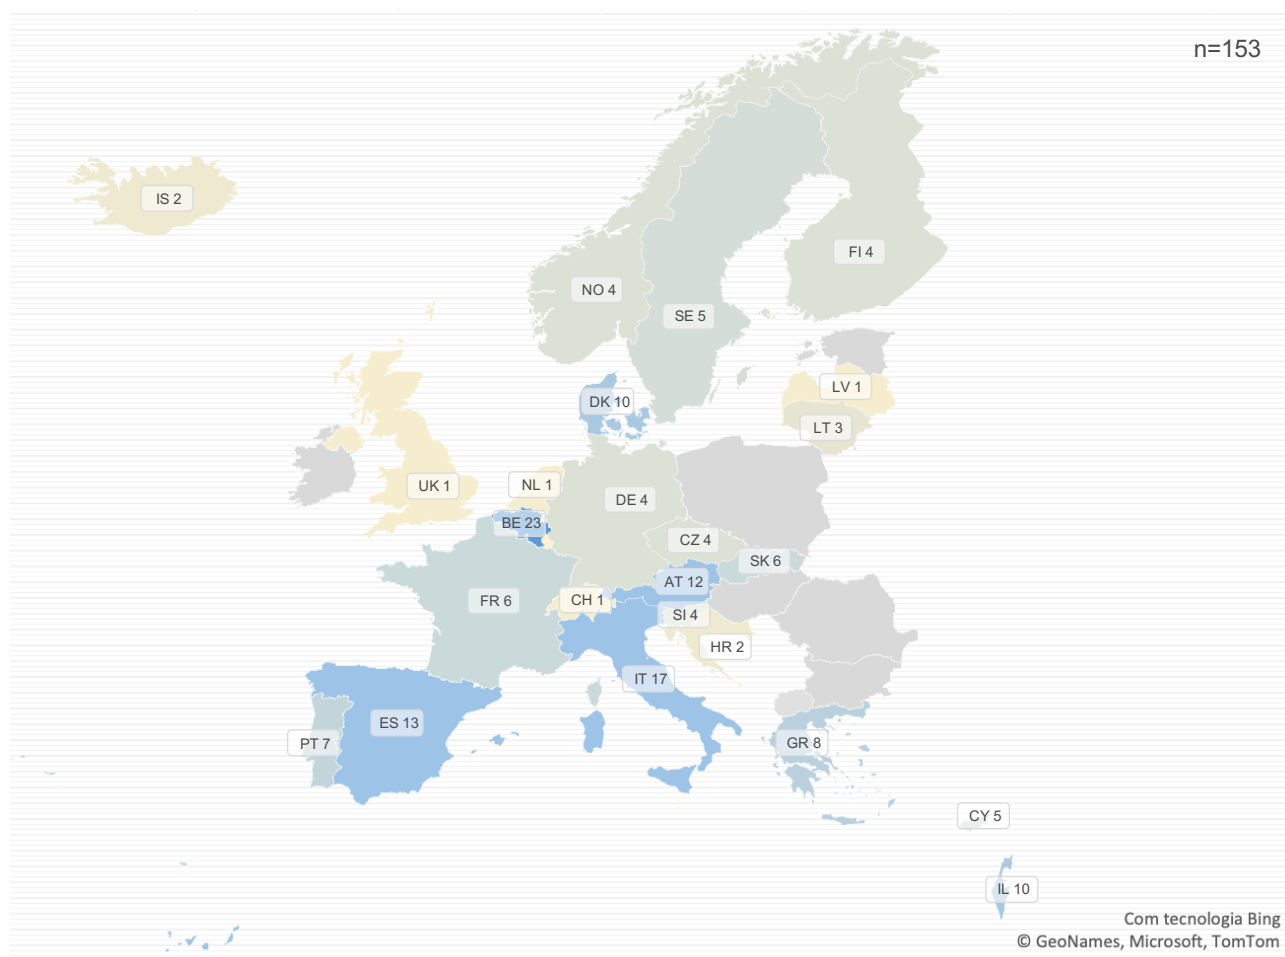 n=153
IS 2
FI 4
NO 4
SE 5
LV 1
DK 10
LT 3
UK 1
NL 1
DE 4
BE 23
CZ 4
SK 6
AT 12
FR 6
CH 1
SI 4
HR 2
IT 17
ES 13
PT 7
GR 8
CY 5
IL 10
Com tecnologia Bing
© GeoNames, Microsoft, TomTom